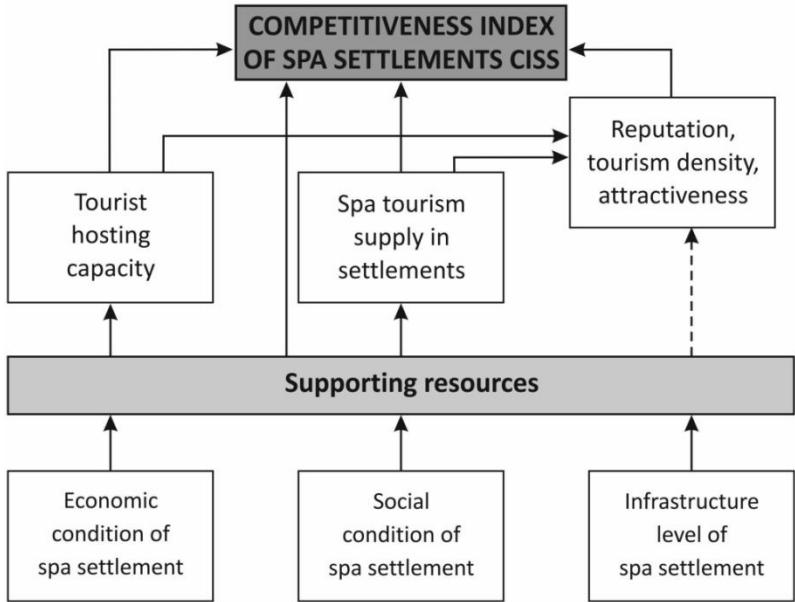 COMPETITIVENESS INDEX
OF SPA SETTLEMENTS CISS
Reputation,
tourism density,
attractiveness
Tourist
hosting
capacity
Spa tourism
supply in
settlements
Supporting resources
Economic
condition of
spa settlement
Social
condition of
spa settlement
Infrastructure
level of
spa settlement